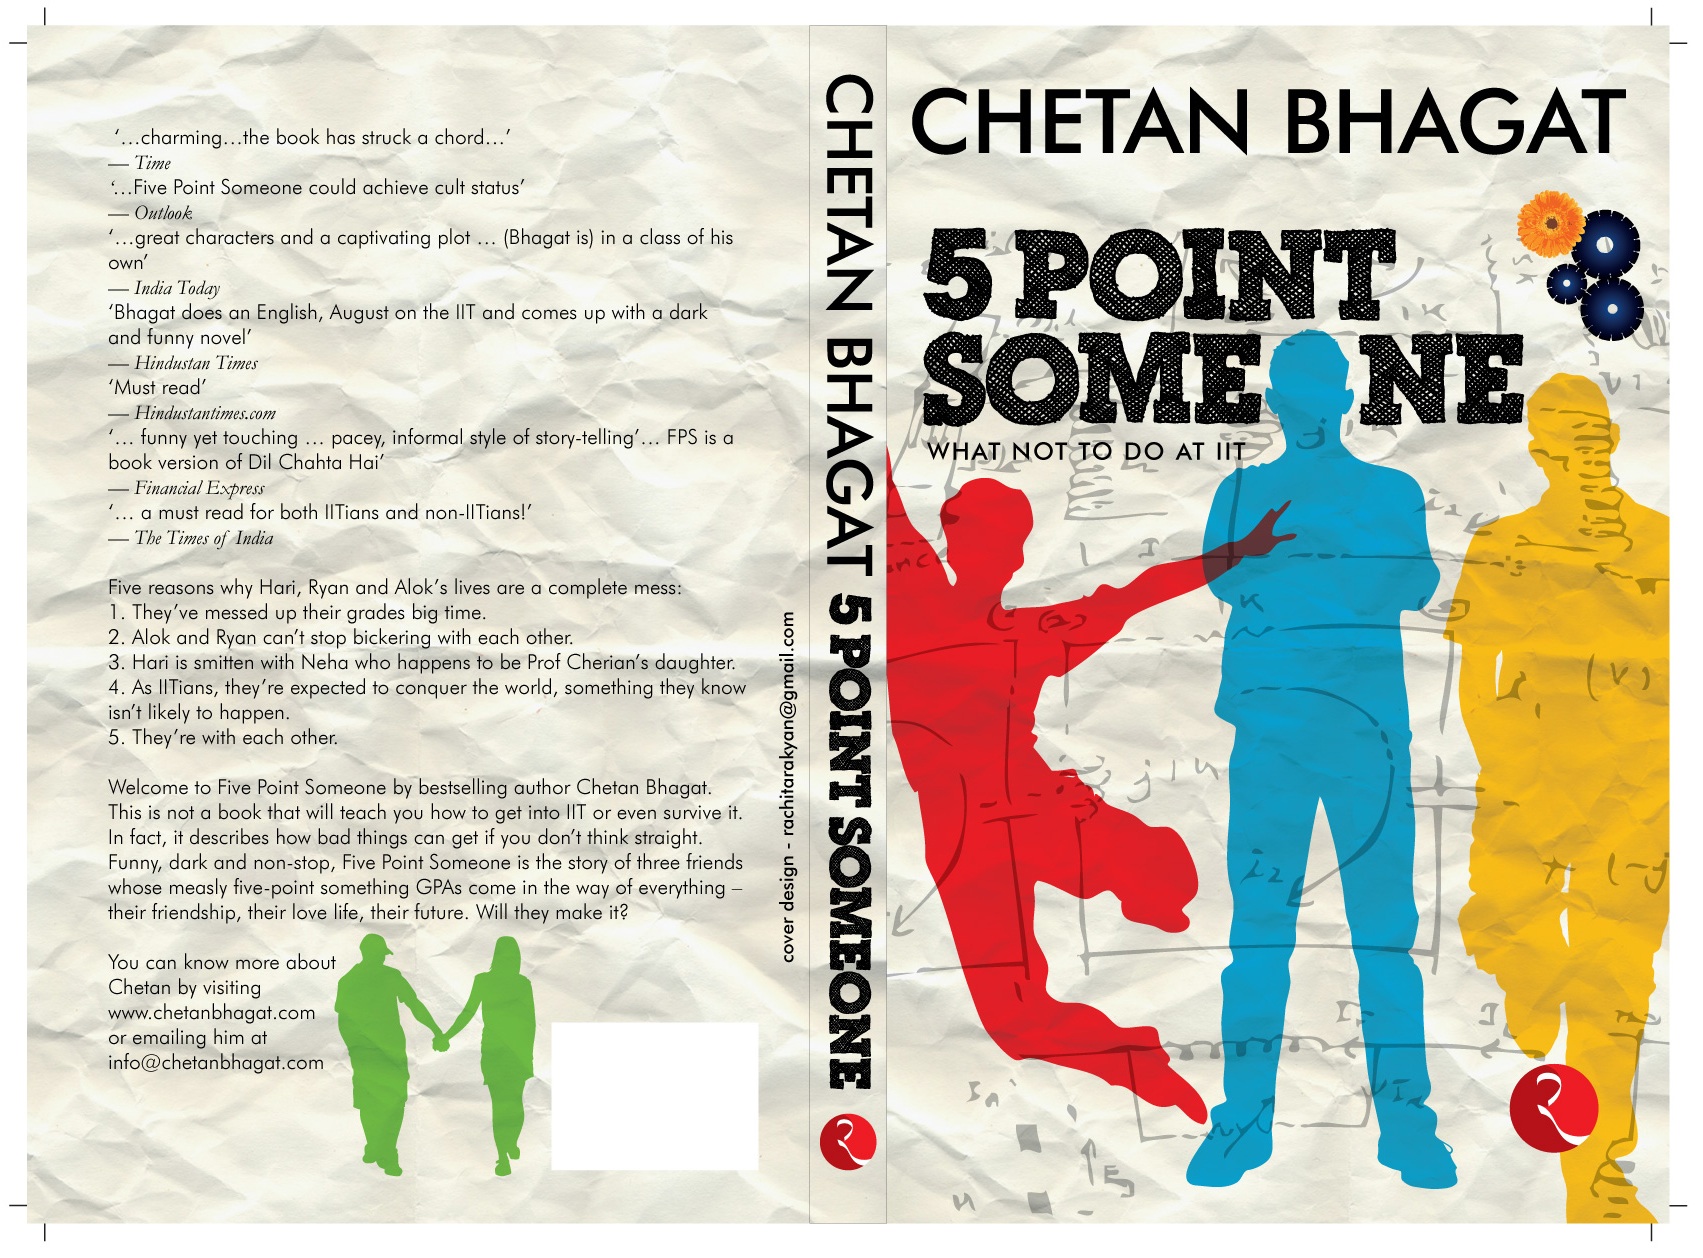 ‘…charming…the book has struck a chord…’
— Time
‘…Five Point Someone could achieve cult status’
— Outlook
‘…great characters and a captivating plot … (Bhagat is) in a class of his
own’
— India Today
‘Bhagat does an English, August on the IIT and comes up with a dark
and funny novel’
— Hindustan Times
‘Must read’
— Hindustantimes.com
‘… funny yet touching … pacey, informal style of story-telling’… FPS is a
book version of Dil Chahta Hai’
— Financial Express
‘… a must read for both IITians and non-IITians!’
— The Times of India
Five reasons why Hari, Ryan and Alok’s lives are a complete mess:
1. They’ve messed up their grades big time.
2. Alok and Ryan can’t stop bickering with each other.
3. Hari is smitten with Neha who happens to be Prof Cherian’s daughter.
4. As IITians, they’re expected to conquer the world, something they know
isn’t likely to happen.
5. They’re with each other.
Welcome to Five Point Someone by bestselling author Chetan Bhagat.
This is not a book that will teach you how to get into IIT or even survive it.
In fact, it describes how bad things can get if you don’t think straight.
Funny, dark and non-stop, Five Point Someone is the story of three friends
whose measly five-point something GPAs come in the way of everything –
their friendship, their love life, their future. Will they make it?
You can know more about
Chetan by visiting
www.chetanbhagat.com
or emailing him at
info@chetanbhagat.com
cover design - rachitarakyan@gmail.com
CHETAN BHAGAT 5 POINT SOMEONE
CHETAN BHAGAT
5 POINT
SOME NE
WHAT NOT TO DO AT IIT